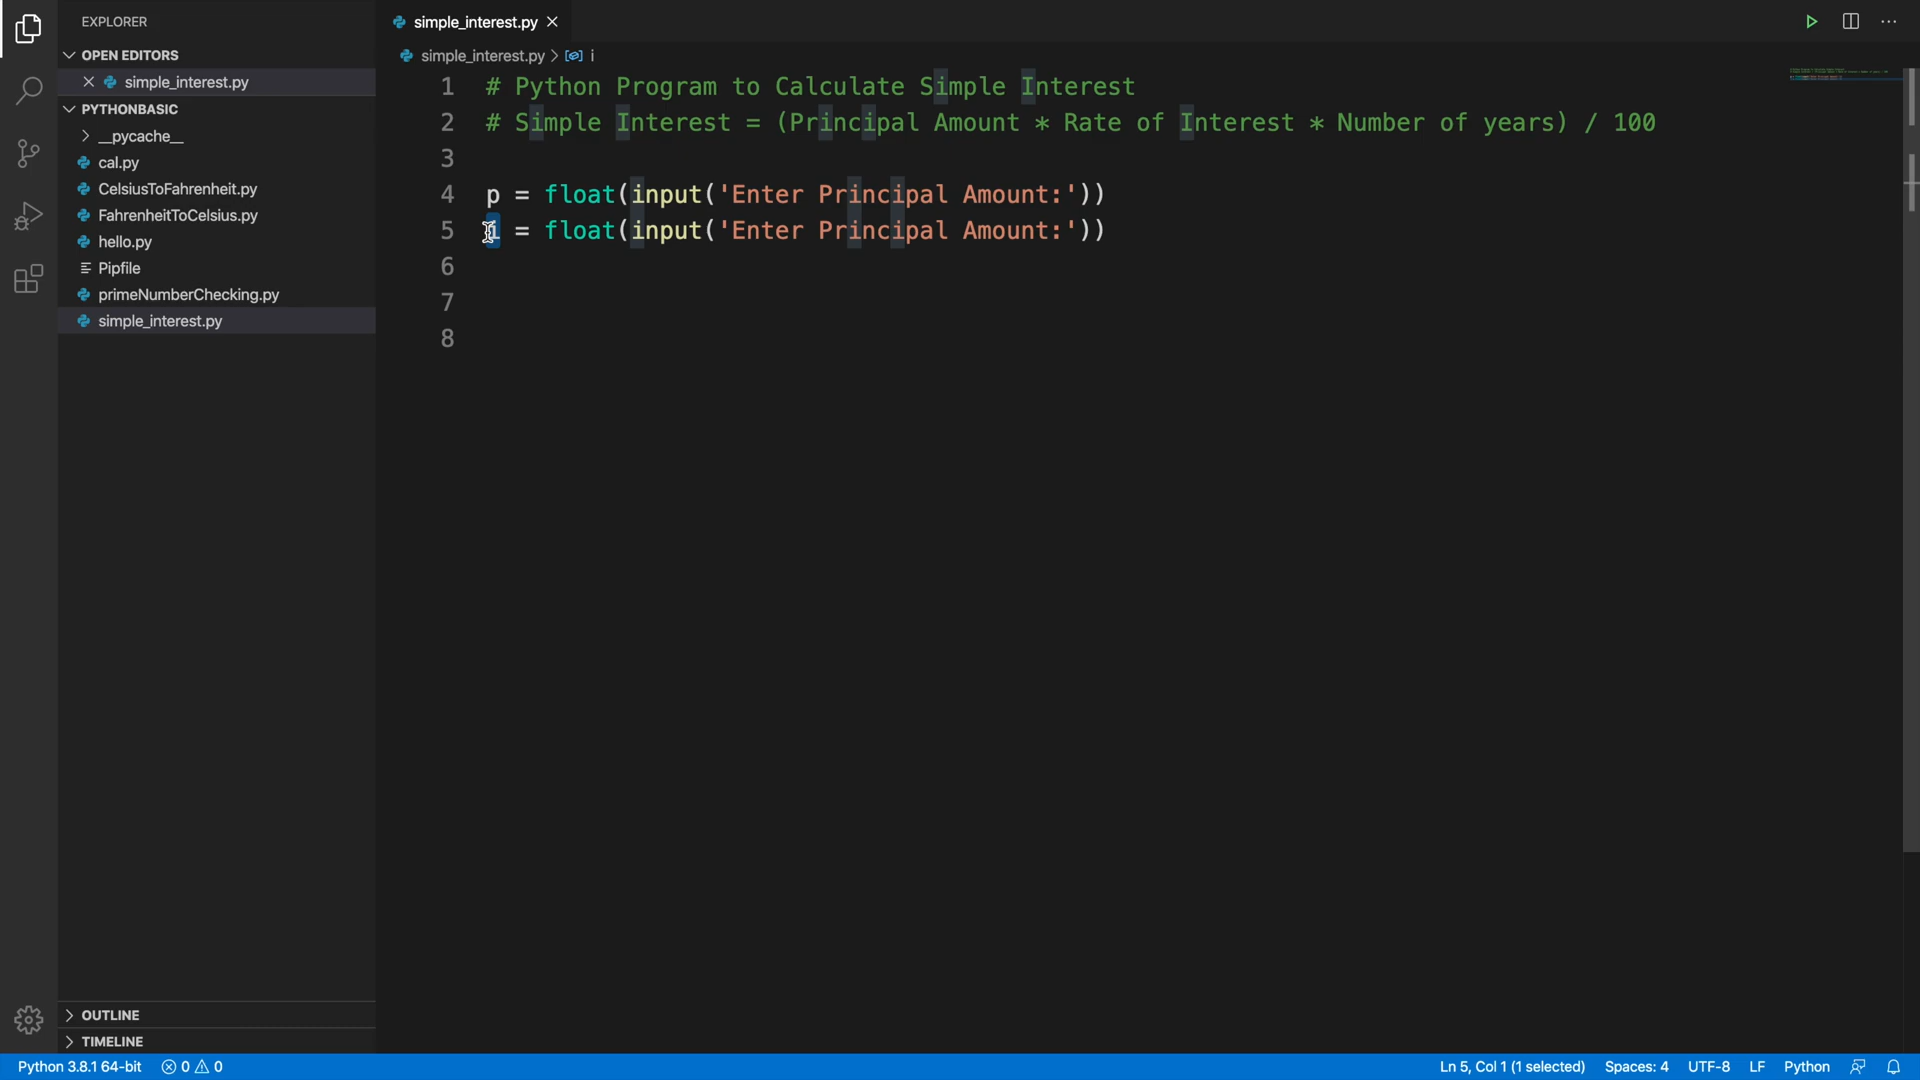 EXPLORER
OPEN EDITORS
simple_interest.py
PYTHONBASIC
__pycache__
cal.py
CelsiusToFahrenheit.py
FahrenheitToCelsius.py
hello.py
Pipfile
primeNumberChecking.py
simple_interest.py
OUTLINE
TIMELINE
simple_interest.py
simple_interest.py > i
1 # Python Program to Calculate Simple Interest
2 # Simple Interest = (Principal Amount * Rate of Interest * Number of years) / 100
3
4 p = float(input('Enter Principal Amount:'))
5 i = float(input('Enter Principal Amount:'))
6
7
8
Python 3.8.1 64-bit 0 0 Ln 5, Col 1 (1 selected) Spaces: 4 UTF-8 LF Python